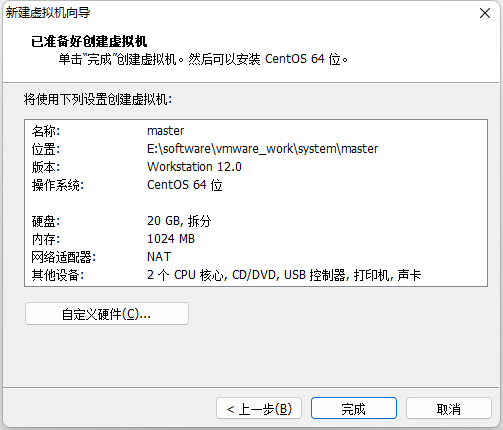 新建虚拟机向导
已准备好创建虚拟机
单击“完成”创建虚拟机。然后可以安装 CentOS 64 位。
将使用下列设置创建虚拟机:
名称: master
位置: E:\software\vmware_work\system\master
版本: Workstation 12.0
操作系统: CentOS 64 位
硬盘: 20 GB, 拆分
内存: 1024 MB
网络适配器: NAT
其他设备: 2 个 CPU 核心, CD/DVD, USB 控制器, 打印机, 声卡
自定义硬件(C)...
< 上一步(B) 完成 取消